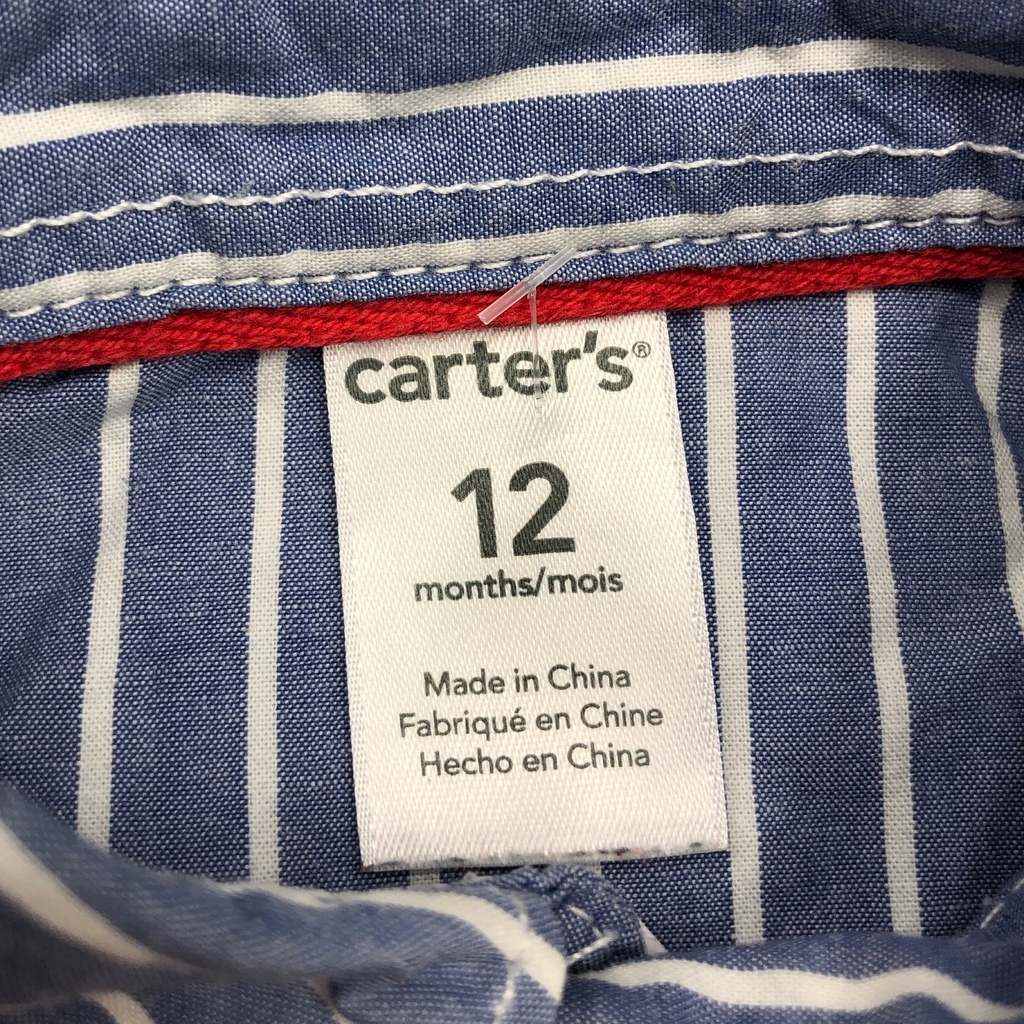 carter's®
12
months/mois
Made in China
Fabriqué en Chine
Hecho en China